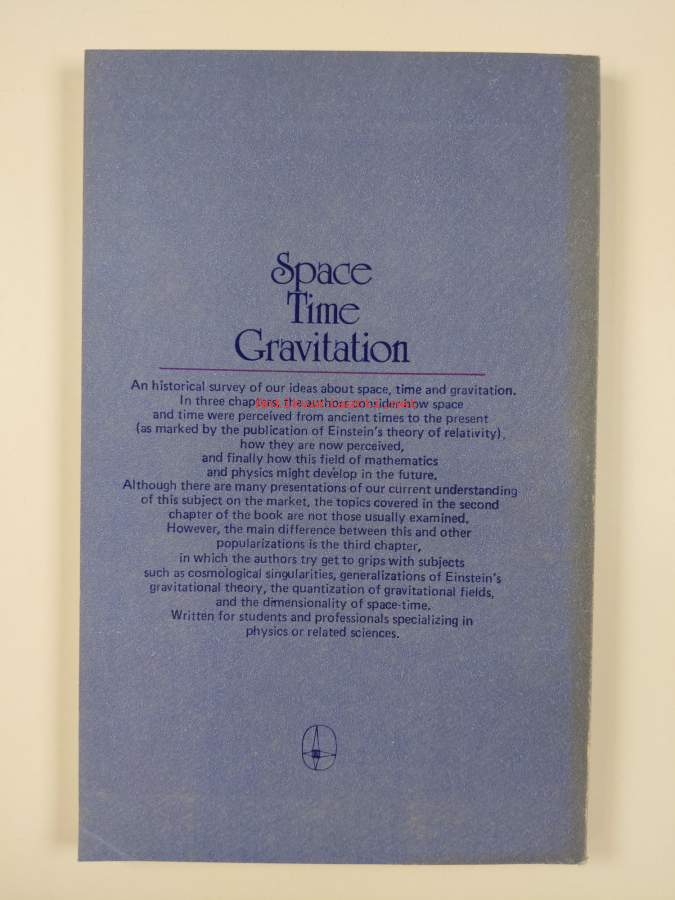 Space
Time
Gravitation
An historical survey of our ideas about space, time and gravitation.
In three chapters, the authors consider how space
and time were perceived from ancient times to the present
(as marked by the publication of Einstein's theory of relativity),
how they are now perceived,
and finally how this field of mathematics
and physics might develop in the future.
Although there are many presentations of our current understanding
of this subject on the market, the topics covered in the second
chapter of the book are not those usually examined.
However, the main difference between this and other
popularizations is the third chapter,
in which the authors try get to grips with subjects
such as cosmological singularities, generalizations of Einstein's
gravitational theory, the quantization of gravitational fields,
and the dimensionality of space-time.
Written for students and professionals specializing in
physics or related sciences.